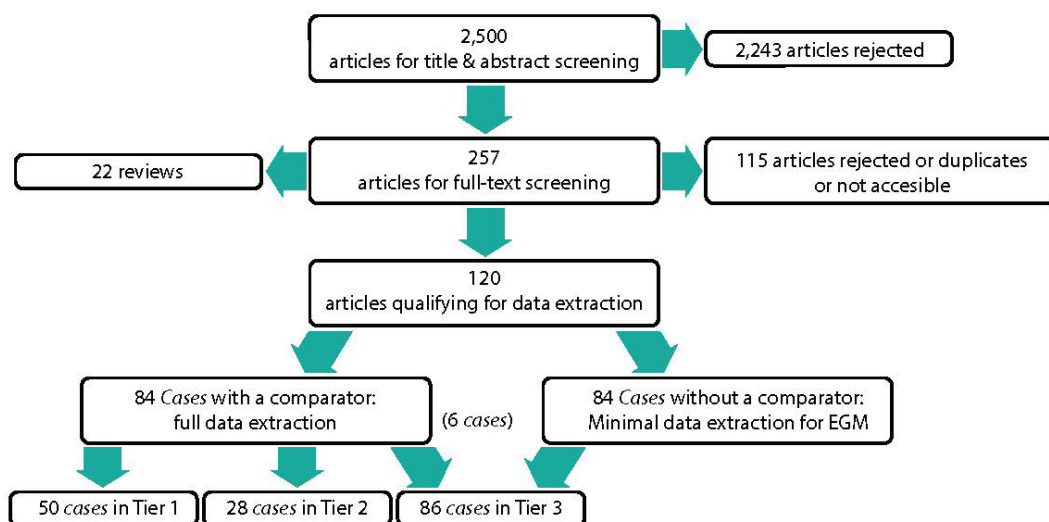 2,500
articles for title & abstract screening
2,243 articles rejected
22 reviews
257
articles for full-text screening
115 articles rejected or duplicates
or not accesible
120
articles qualifying for data extraction
84 Cases with a comparator:
full data extraction
(6 cases)
84 Cases without a comparator:
Minimal data extraction for EGM
50 cases in Tier 1
28 cases in Tier 2
86 cases in Tier 3